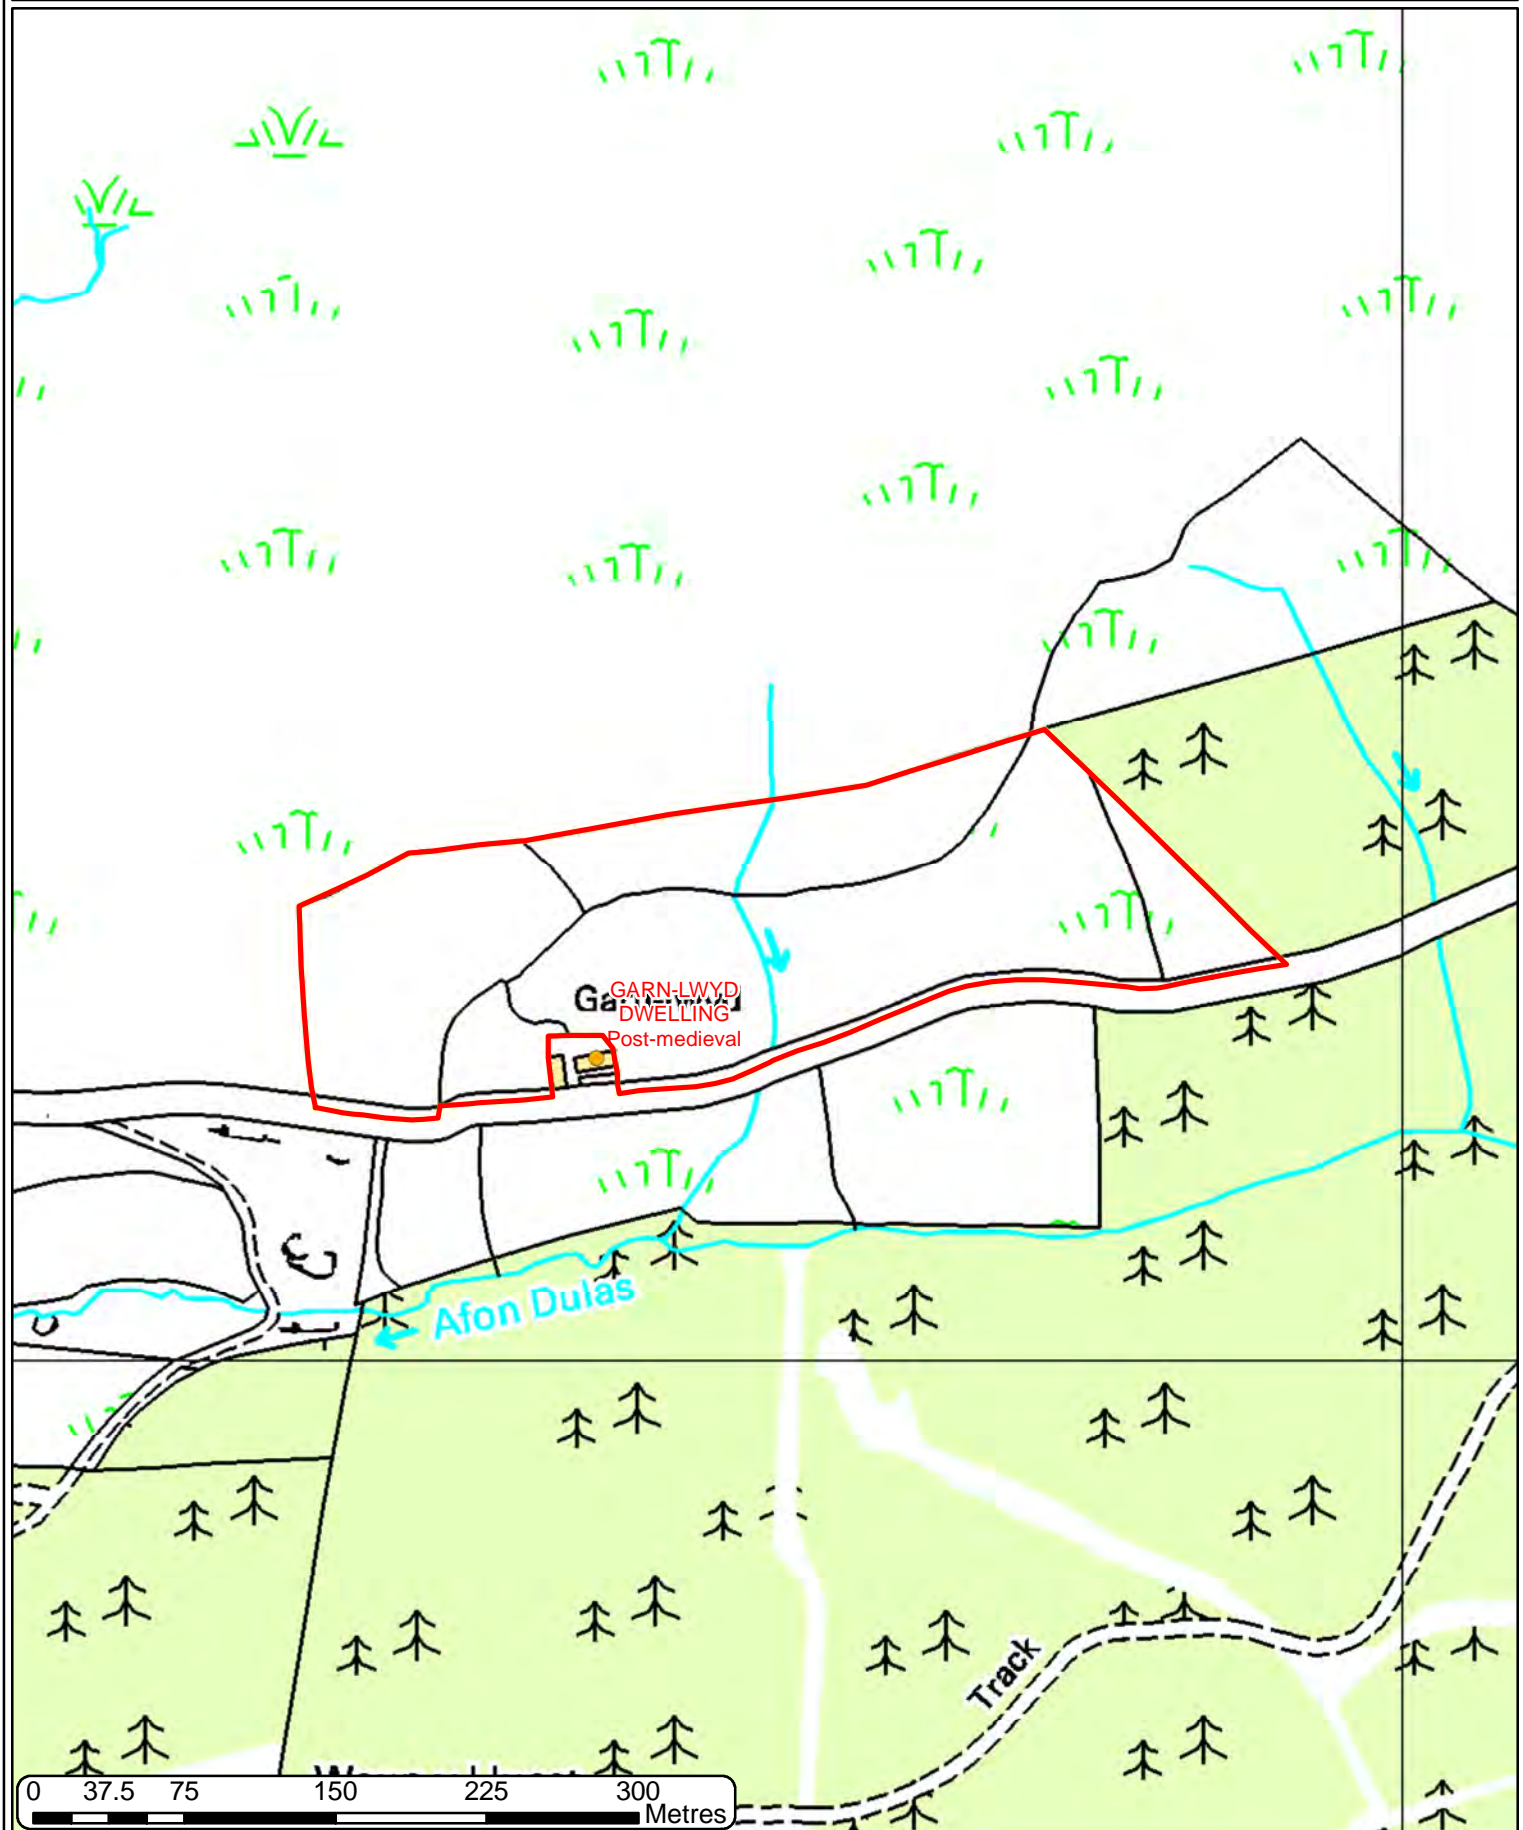 GARN-LWYD
DWELLING
Post-medieval
Afon Dulas
Track
0 37.5 75 150 225 300
Metres